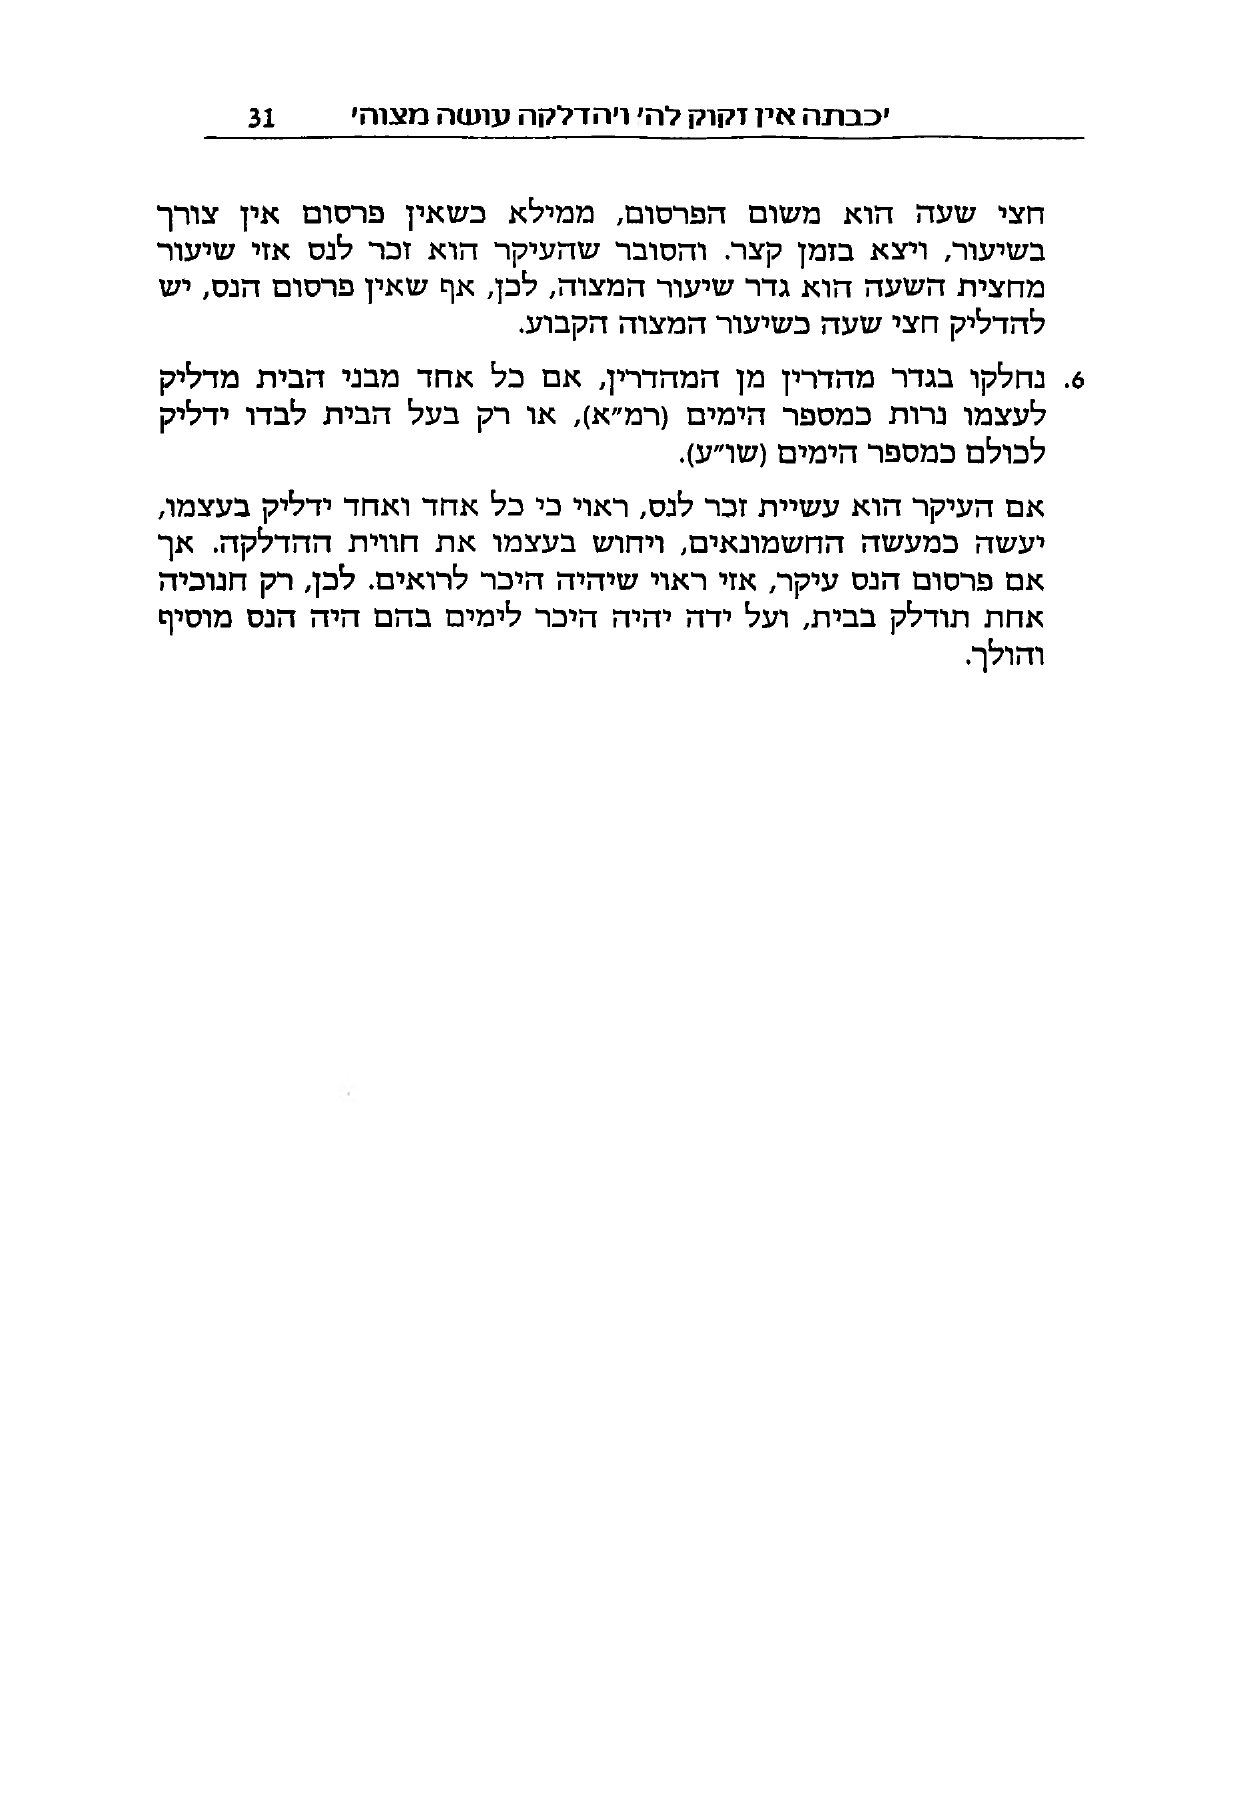 'כבתה אין זקוק לה' ו'הדלקה עושה מצוה' 31
חצי שעה הוא משום הפרסום, ממילא כשאין פרסום אין צורך
בשיעור, ויצא בזמן קצר. והסובר שהעיקר הוא זכר לנס אזי שיעור
מחצית השעה הוא גדר שיעור המצוה, לכן, אף שאין פרסום הנס, יש
להדליק חצי שעה כשיעור המצוה הקבוע.
6. נחלקו בגדר מהדרין מן המהדרין, אם כל אחד מבני הבית מדליק
לעצמו נרות כמספר הימים (רמ"א), או רק בעל הבית לבדו ידליק
לכולם כמספר הימים (שו"ע).
אם העיקר הוא עשיית זכר לנס, ראוי כי כל אחד ואחד ידליק בעצמו,
יעשה כמעשה החשמונאים, ויחוש בעצמו את חווית ההדלקה. אך
אם פרסום הנס עיקר, אזי ראוי שיהיה היכר לרואים. לכן, רק חנוכיה
אחת תודלק בבית, ועל ידה יהיה היכר לימים בהם היה הנס מוסיף
והולך.